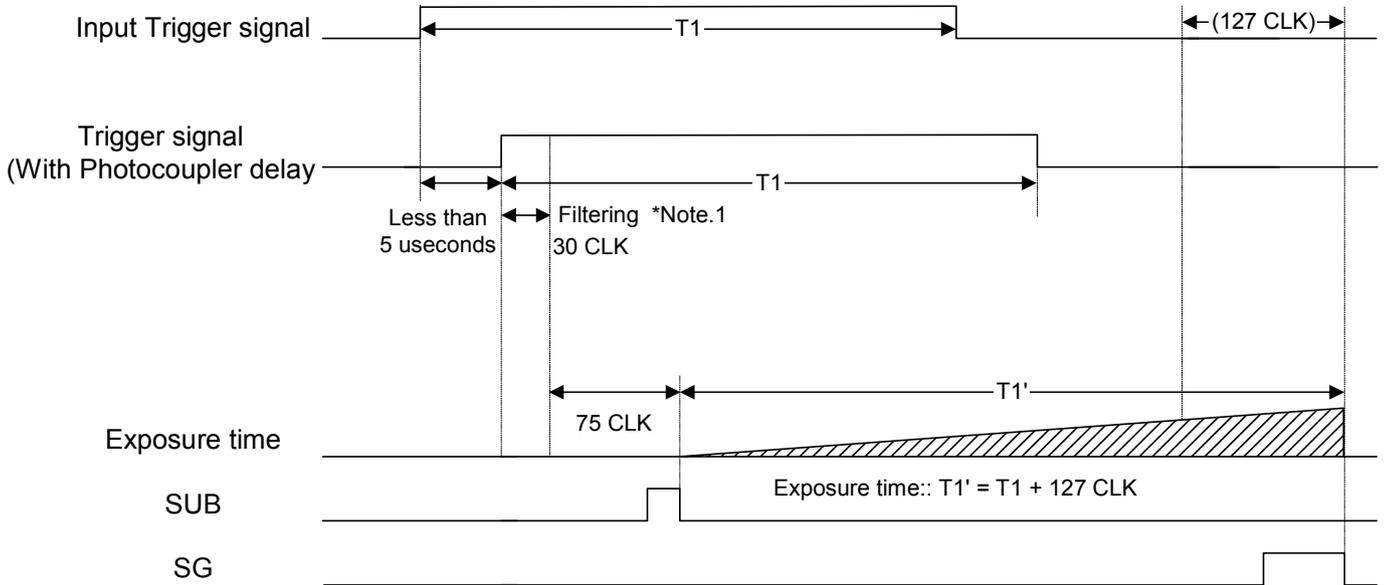 Input Trigger signal
T1
(127 CLK)
Trigger signal
(With Photocoupler delay
T1
Less than
5 useconds
Filtering *Note.1
30 CLK
T1'
75 CLK
Exposure time
Exposure time:: T1' = T1 + 127 CLK
SUB
SG